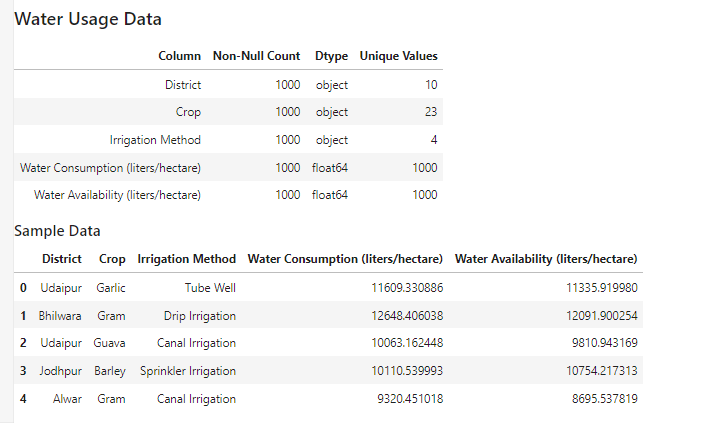 Water Usage Data
Column Non-Null Count Dtype Unique Values
District 1000 object 10
Crop 1000 object 23
Irrigation Method 1000 object 4
Water Consumption (liters/hectare) 1000 float64 1000
Water Availability (liters/hectare) 1000 float64 1000
Sample Data
District Crop Irrigation Method Water Consumption (liters/hectare) Water Availability (liters/hectare)
0 Udaipur Garlic Tube Well 11609.330886 11335.919980
1 Bhilwara Gram Drip Irrigation 12648.406038 12091.900254
2 Udaipur Guava Canal Irrigation 10063.162448 9810.943169
3 Jodhpur Barley Sprinkler Irrigation 10110.539993 10754.217313
4 Alwar Gram Canal Irrigation 9320.451018 8695.537819